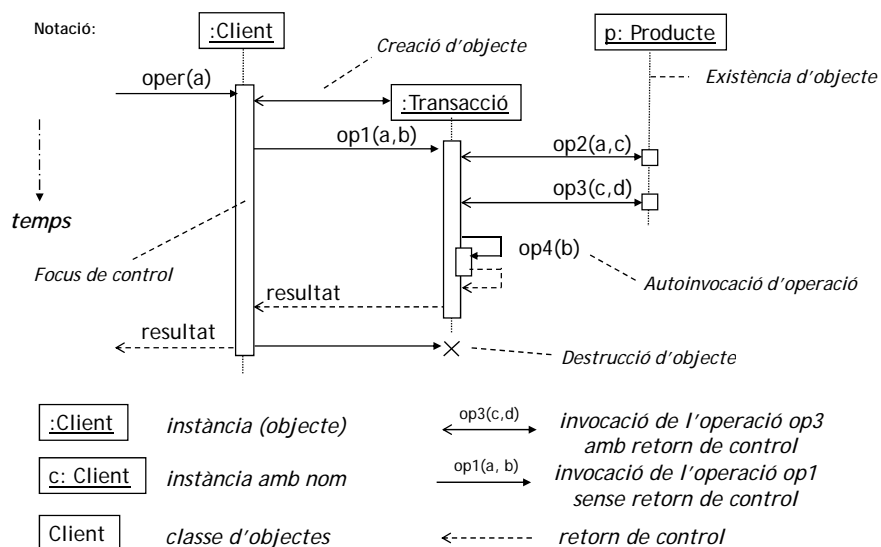 Notació:
:Client
p: Producte
Creació d'objecte
oper(a)
:Transacció
Existència d'objecte
op1(a,b)
op2(a,c)
op3(c,d)
temps
op4(b)
Focus de control
Autoinvocació d'operació
resultat
resultat
Destrucció d'objecte
:Client
instància (objecte)
op3(c,d)
invocació de l'operació op3
amb retorn de control
c: Client
instància amb nom
op1(a, b)
invocació de l'operació op1
sense retorn de control
Client
classe d'objectes
retorn de control